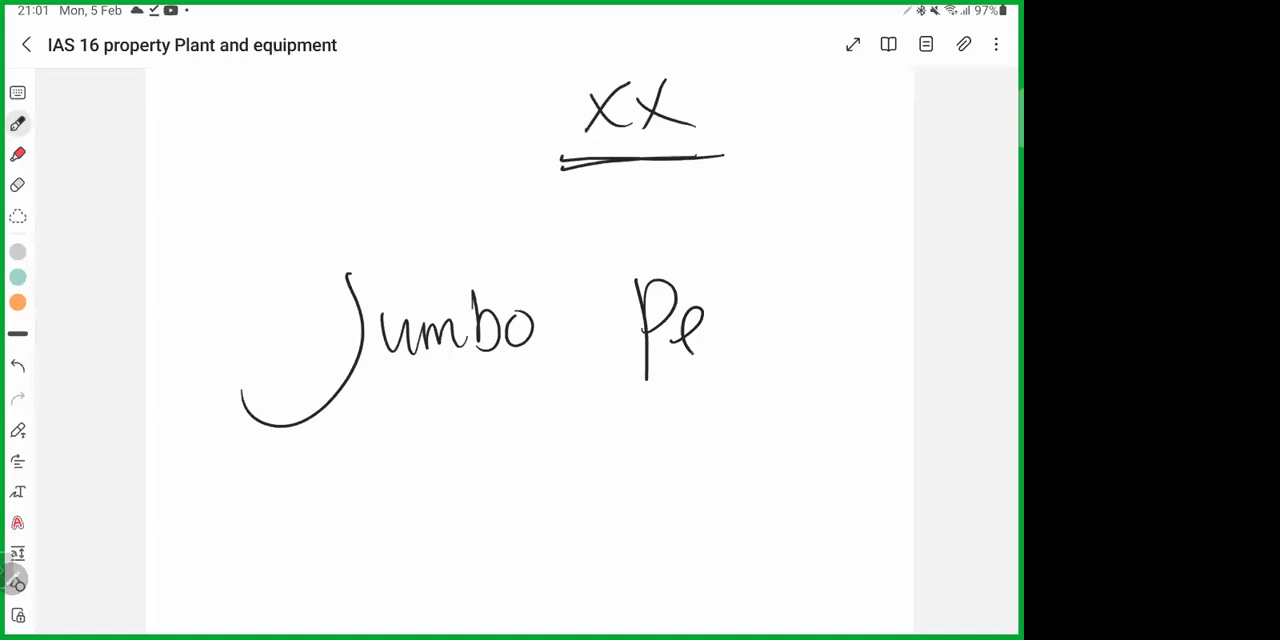 21:01 Mon, 5 Feb 97%
IAS 16 property Plant and equipment
XX
Jumbo Pe